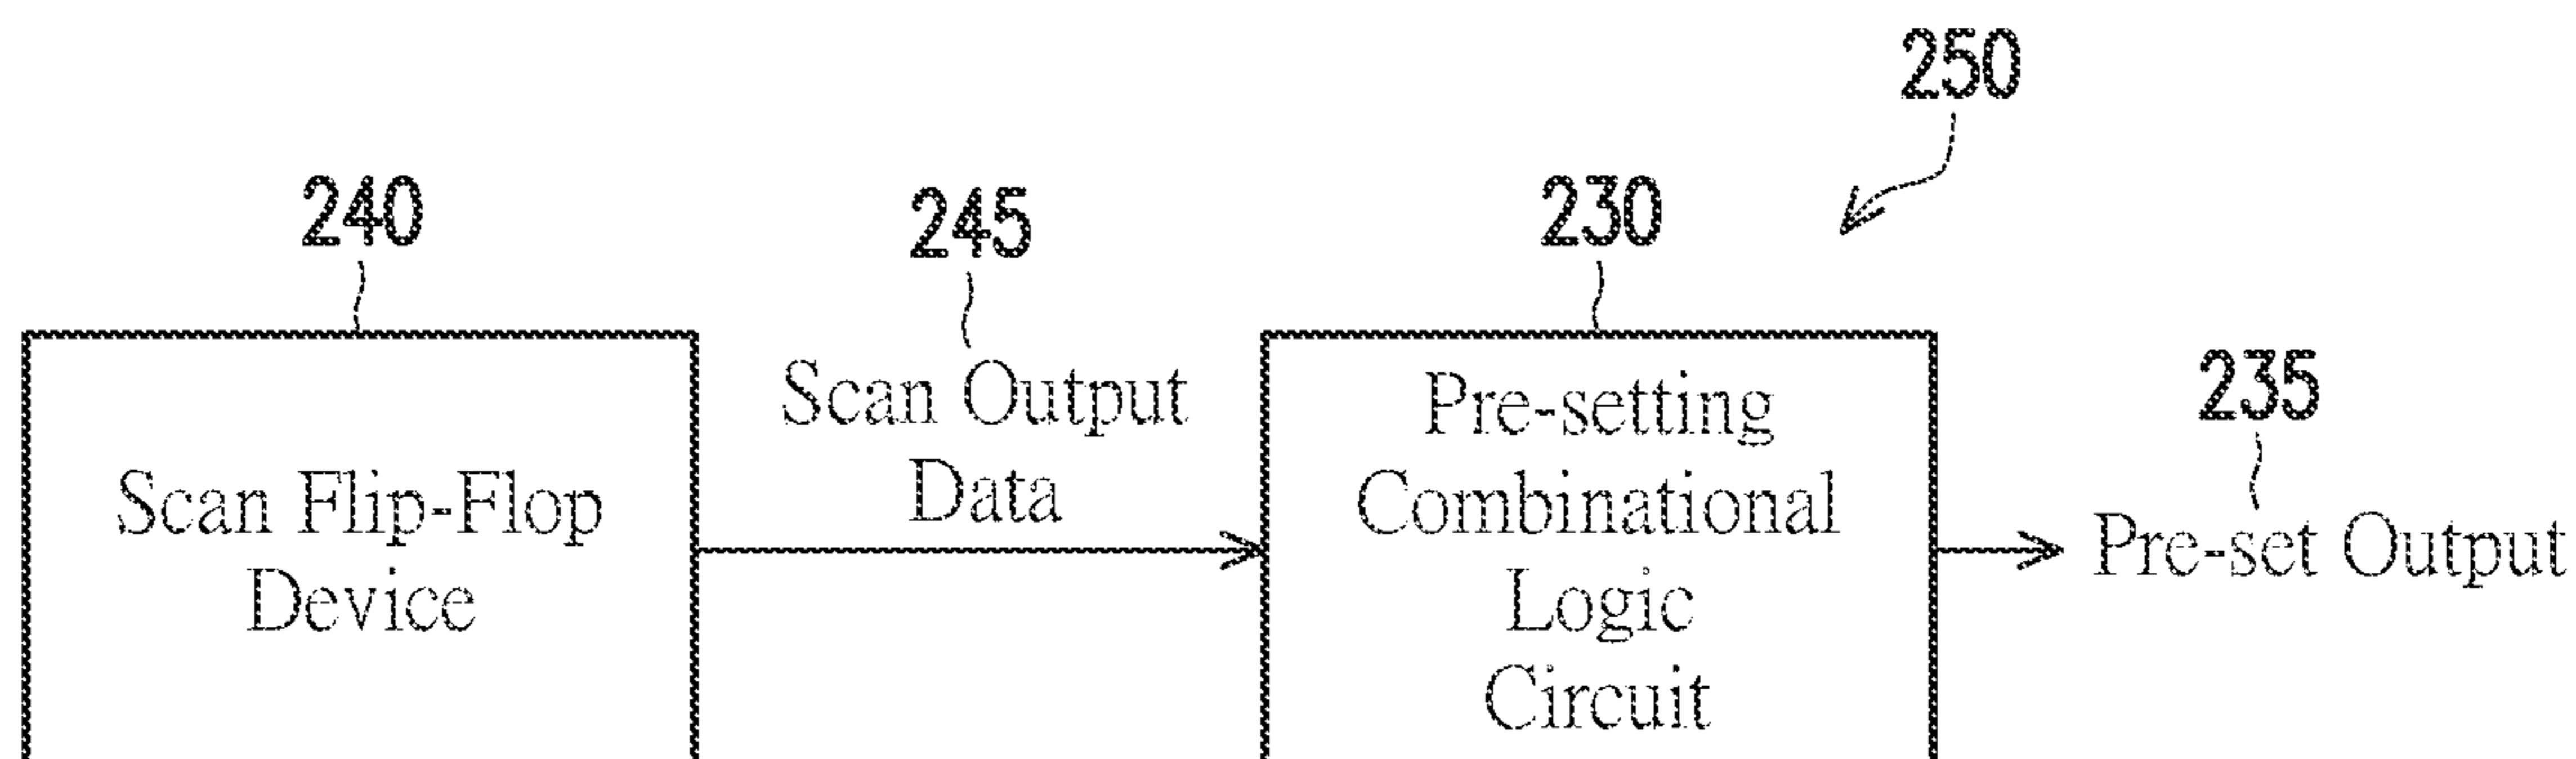 250
240
245
230
235
Scan Flip-Flop
Device
Scan Output
Data
Pre-setting
Combinational
Logic
Circuit
Pre-set Output